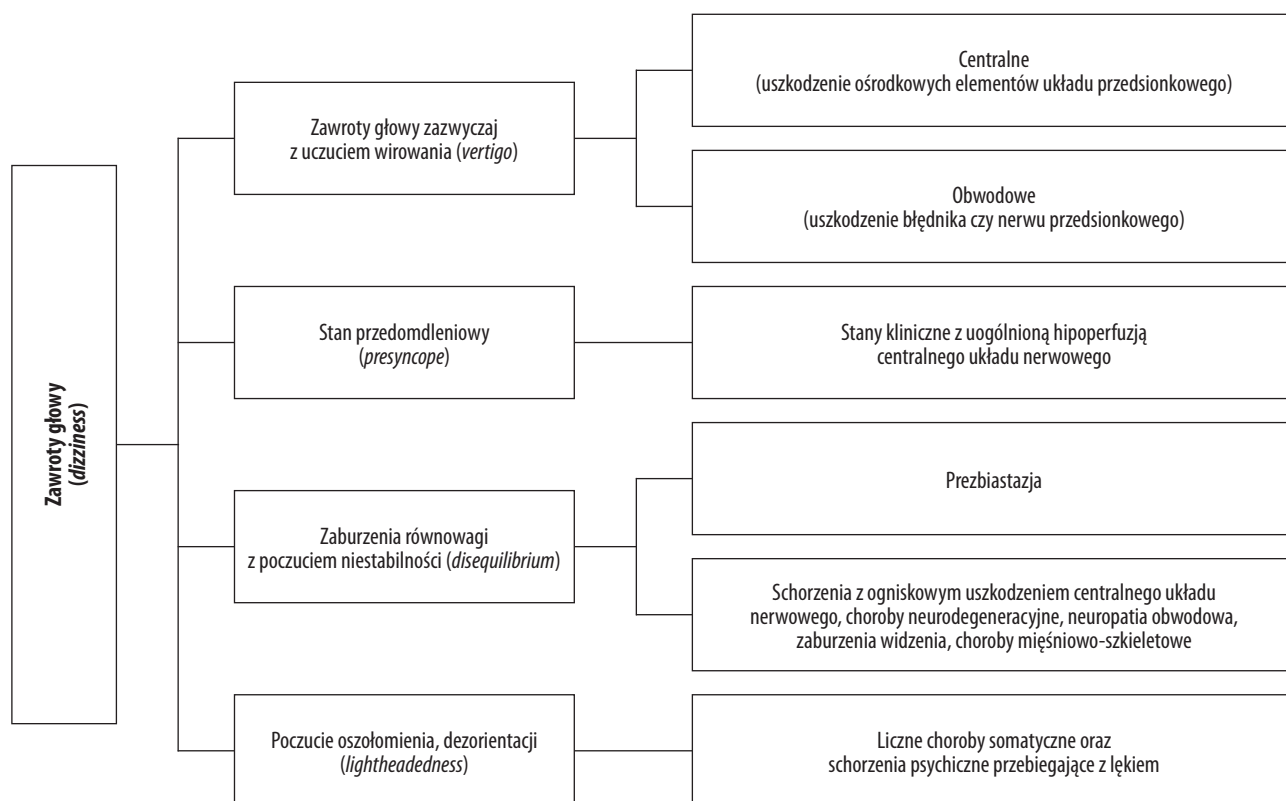 Zawroty głowy
(dizziness)
Zawroty głowy zazwyczaj
z uczuciem wirowania (vertigo)
Centralne
(uszkodzenie ośrodkowych elementów układu przedsionkowego)
Obwodowe
(uszkodzenie błędnika czy nerwu przedsionkowego)
Stan przedomdleniowy
(presyncope)
Stany kliniczne z uogólnioną hipoperfuzją
centralnego układu nerwowego
Zaburzenia równowagi
z poczuciem niestabilności (disequilibrium)
Prezbiastazja
Schorzenia z ogniskowym uszkodzeniem centralnego układu
nerwowego, choroby neurodegeneracyjne, neuropatia obwodowa,
zaburzenia widzenia, choroby mięśniowo-szkieletowe
Poczucie oszołomienia, dezorientacji
(lightheadedness)
Liczne choroby somatyczne oraz
schorzenia psychiczne przebiegające z lękiem